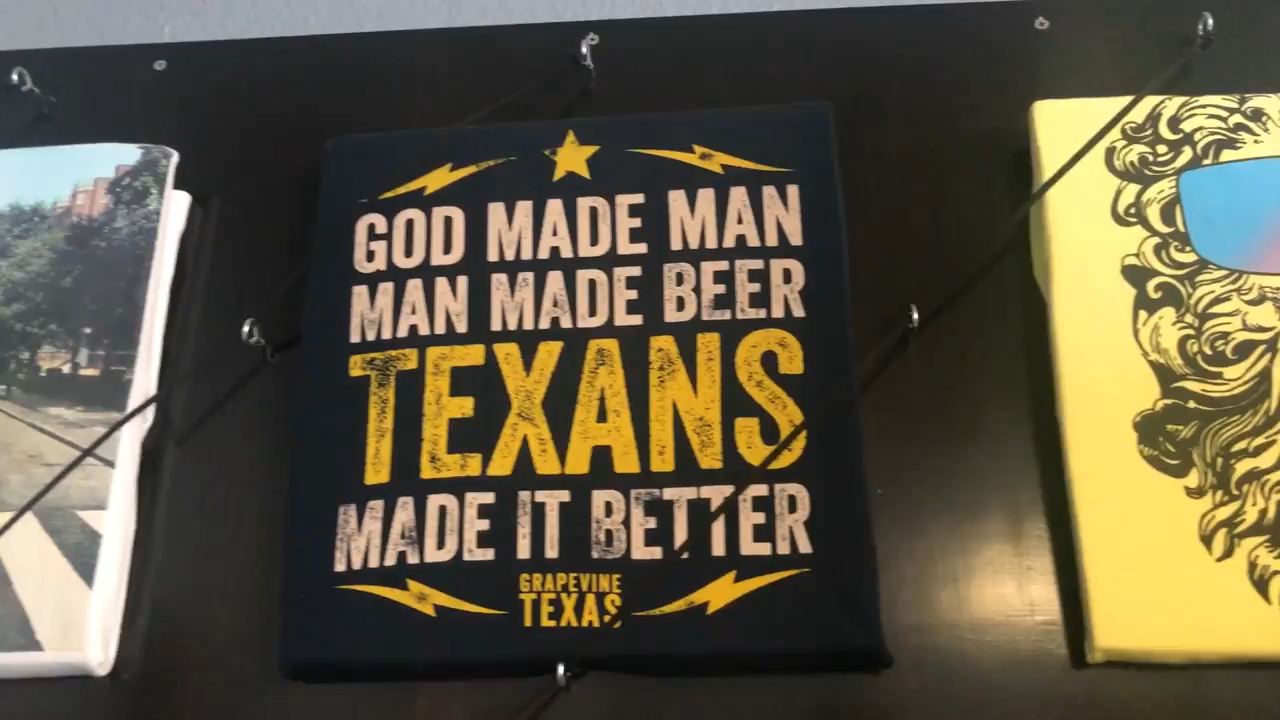 GOD MADE MAN
MAN MADE BEER
TEXANS
MADE IT BETTER
GRAPEVINE
TEXAS